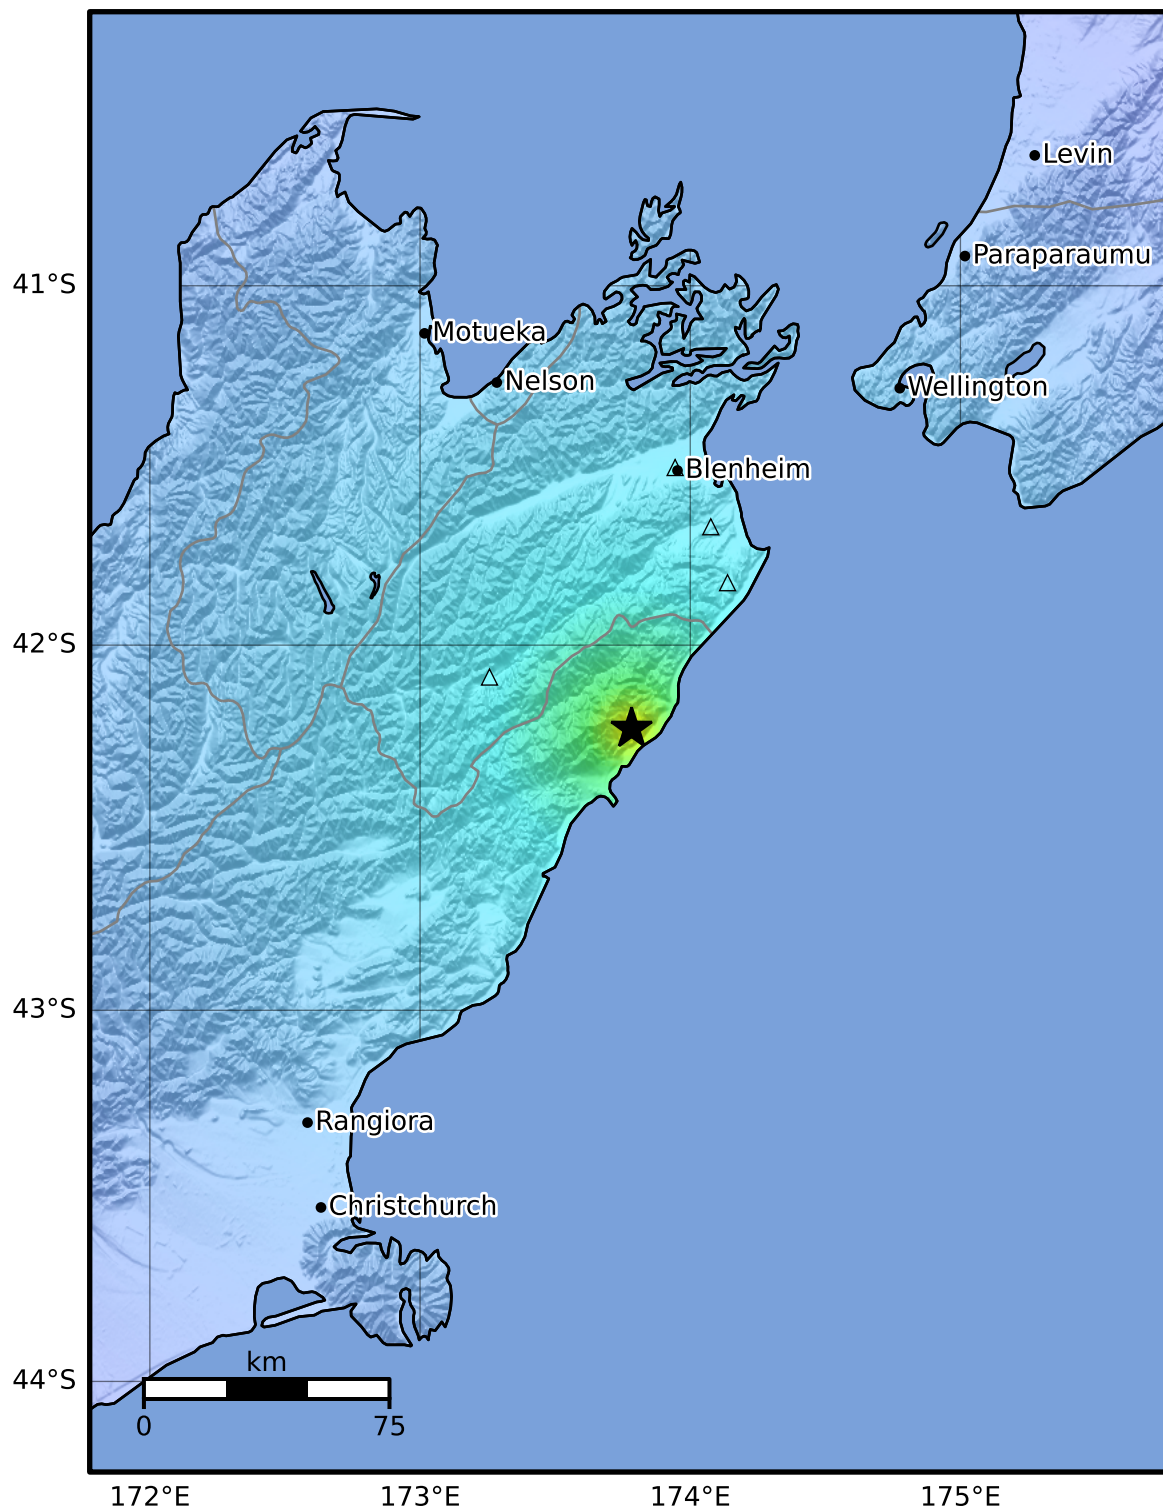 Levin
Paraparaumu
41°S
Motueka
Nelson
Wellington
Blenheim
42°S
43°S
Rangiora
Christchurch
km
44°S
0 75
172°E 173°E 174°E 175°E